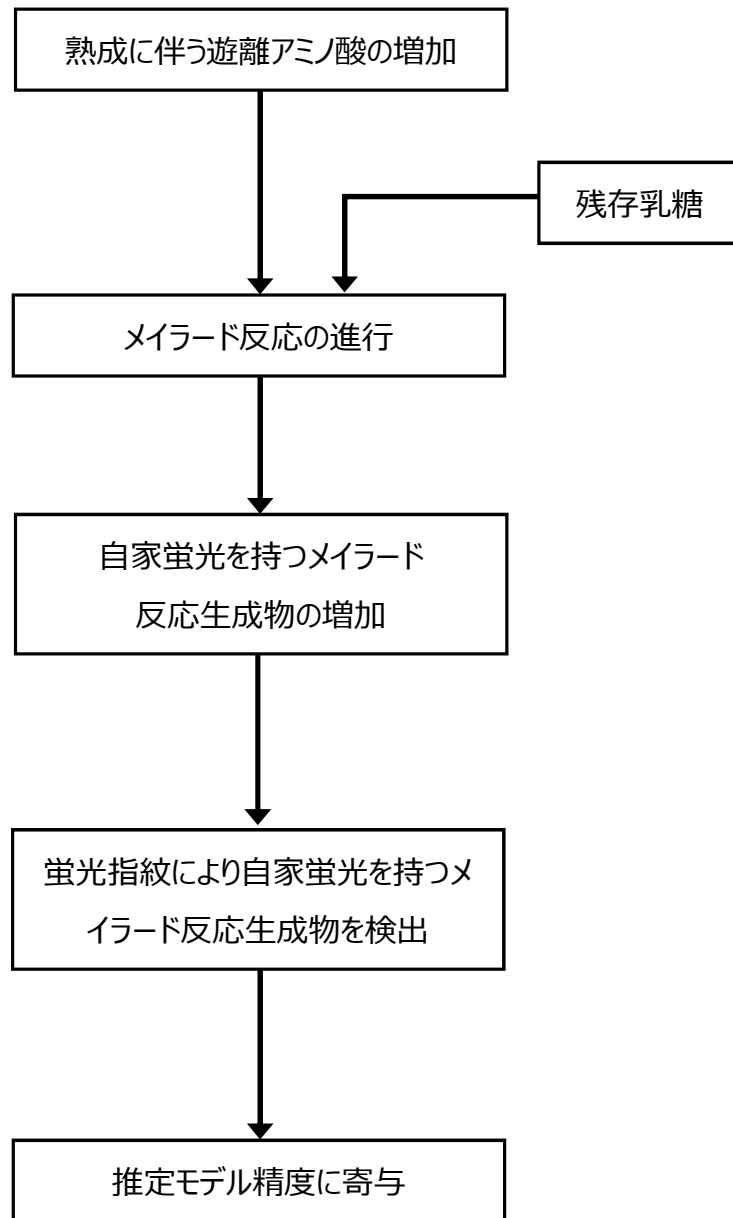 熟成に伴う遊離アミノ酸の増加
残存乳糖
メイラード反応の進行
自家蛍光を持つメイラード
反応生成物の増加
蛍光指紋により自家蛍光を持つメ
イラード反応生成物を検出
推定モデル精度に寄与